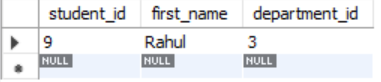 student_id first_name department_id
9 Rahul 3
NULL NULL NULL